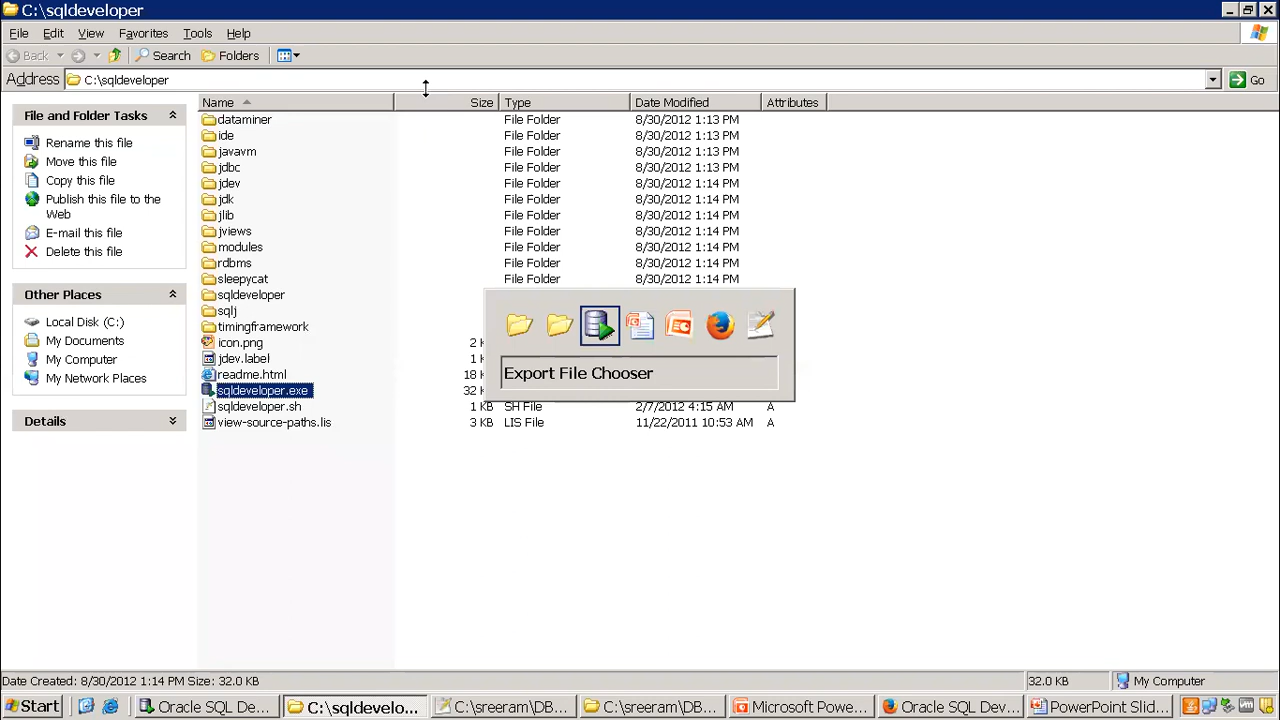 C:\sqldeveloper
File Edit View Favorites Tools Help
Back Search Folders
Address C:\sqldeveloper Go
Name Size Type Date Modified Attributes
File and Folder Tasks
Rename this file
Move this file
Copy this file
Publish this file to the
Web
E-mail this file
Delete this file
Other Places
Local Disk (C:)
My Documents
My Computer
My Network Places
Details
dataminer File Folder 8/30/2012 1:13 PM
ide File Folder 8/30/2012 1:13 PM
javavm File Folder 8/30/2012 1:13 PM
jdbc File Folder 8/30/2012 1:13 PM
jdev File Folder 8/30/2012 1:14 PM
jdk File Folder 8/30/2012 1:14 PM
jlib File Folder 8/30/2012 1:14 PM
jviews File Folder 8/30/2012 1:14 PM
modules File Folder 8/30/2012 1:14 PM
rdbms File Folder 8/30/2012 1:14 PM
sleepycat File Folder 8/30/2012 1:14 PM
sqldeveloper
sqlj
timingframework
icon.png 2
jdev.label 1
readme.html 18
sqldeveloper.exe 32
sqldeveloper.sh 1 KB SH File 2/7/2012 4:15 AM A
view-source-paths.lis 3 KB LIS File 11/22/2011 10:53 AM A
Export File Chooser
Date Created: 8/30/2012 1:14 PM Size: 32.0 KB 32.0 KB My Computer
Start Oracle SQL De... C:\sqldevelo... C:\sreeram\DB... C:\sreeram\DB... Microsoft Powe... Oracle SQL Dev... PowerPoint Slid...